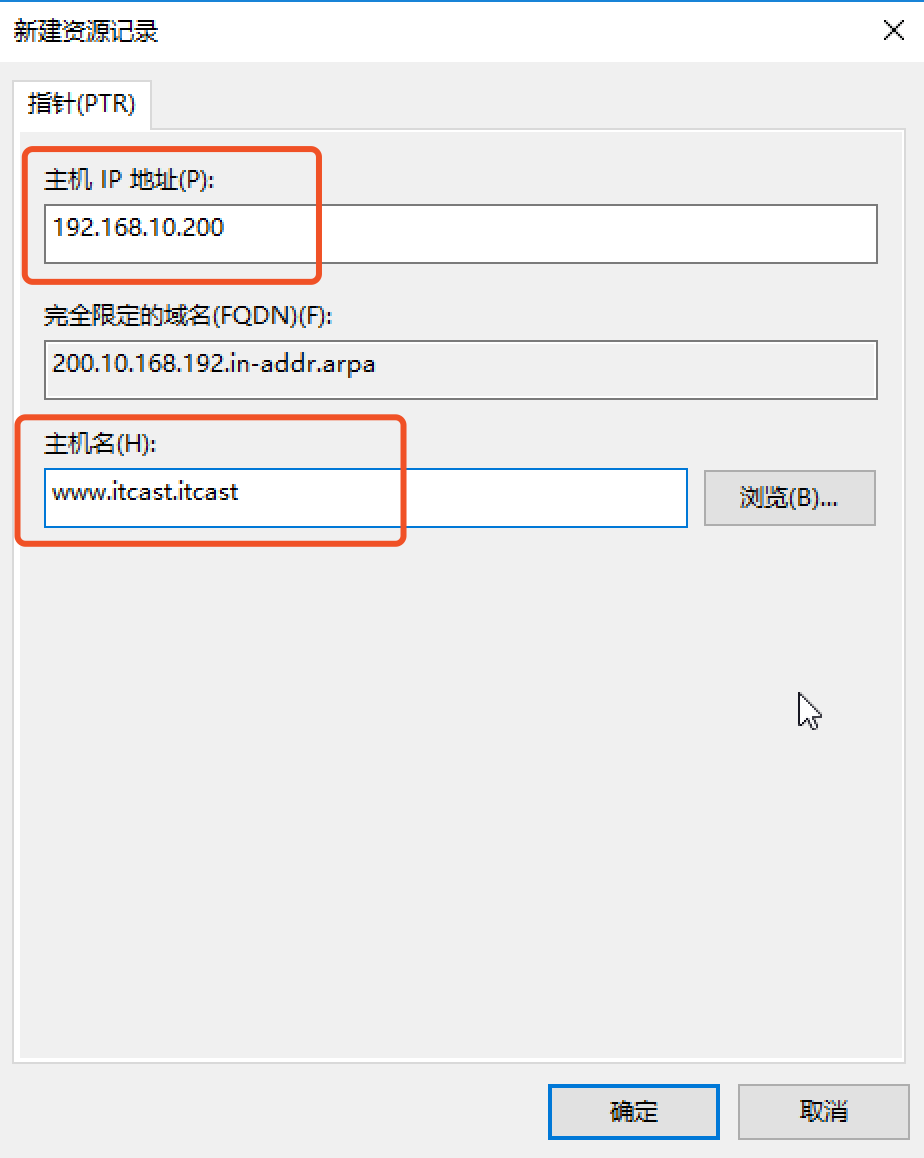 新建资源记录
指针(PTR)
主机 IP 地址(P):
192.168.10.200
完全限定的域名(FQDN)(F):
200.10.168.192.in-addr.arpa
主机名(H):
www.itcast.itcast
浏览(B)...
确定
取消